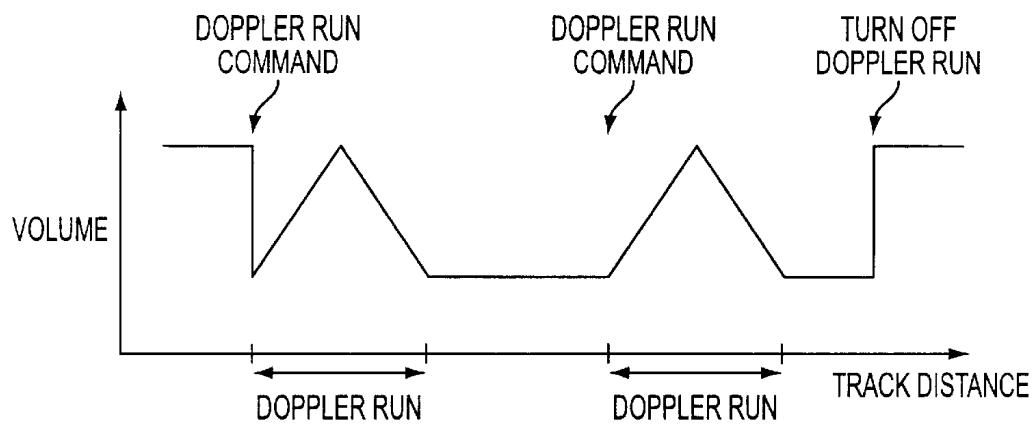 DOPPLER RUN
COMMAND
DOPPLER RUN
COMMAND
TURN OFF
DOPPLER RUN
VOLUME
TRACK DISTANCE
DOPPLER RUN
DOPPLER RUN